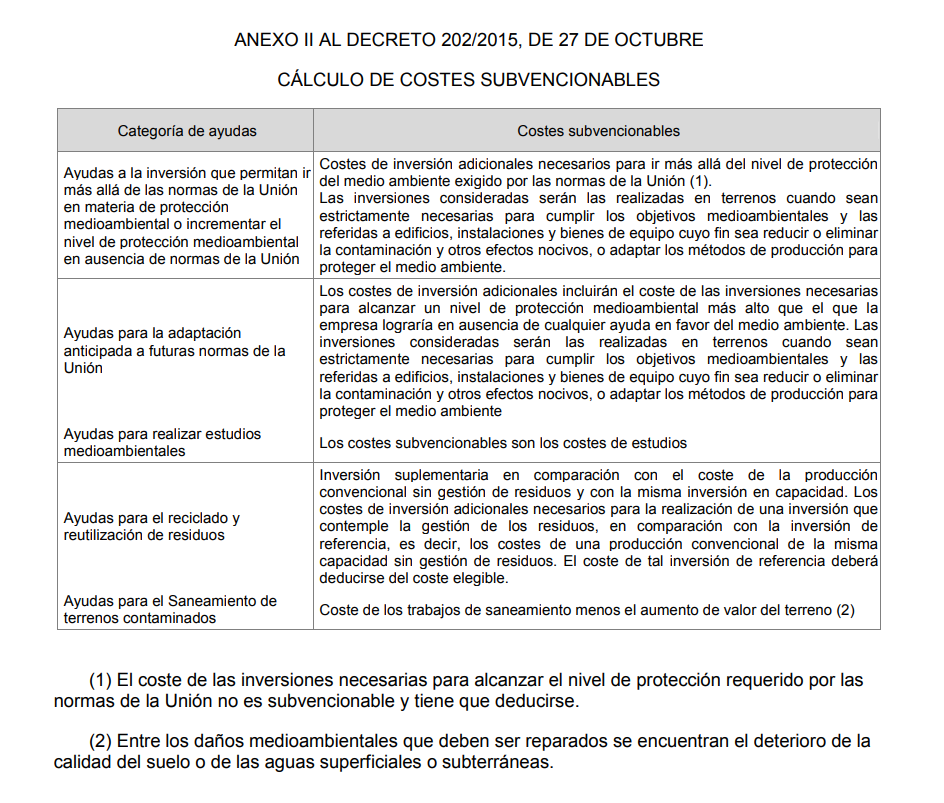 ANEXO II AL DECRETO 202/2015, DE 27 DE OCTUBRE
CÁLCULO DE COSTES SUBVENCIONABLES
Categoría de ayudas
Costes subvencionables
Ayudas a la inversión que permitan ir
más allá de las normas de la Unión
en materia de protección
medioambiental o incrementar el
nivel de protección medioambiental
en ausencia de normas de la Unión
Costes de inversión adicionales necesarios para ir más allá del nivel de protección
del medio ambiente exigido por las normas de la Unión (1).
Las inversiones consideradas serán las realizadas en terrenos cuando sean
estrictamente necesarias para cumplir los objetivos medioambientales y las
referidas a edificios, instalaciones y bienes de equipo cuyo fin sea reducir o eliminar
la contaminación y otros efectos nocivos, o adaptar los métodos de producción para
proteger el medio ambiente.
Ayudas para la adaptación
anticipada a futuras normas de la
Unión
Los costes de inversión adicionales incluirán el coste de las inversiones necesarias
para alcanzar un nivel de protección medioambiental más alto que el que la
empresa lograría en ausencia de cualquier ayuda en favor del medio ambiente. Las
inversiones consideradas serán las realizadas en terrenos cuando sean
estrictamente necesarias para cumplir los objetivos medioambientales y las
referidas a edificios, instalaciones y bienes de equipo cuyo fin sea reducir o eliminar
la contaminación y otros efectos nocivos, o adaptar los métodos de producción para
proteger el medio ambiente
Ayudas para realizar estudios
medioambientales
Los costes subvencionables son los costes de estudios
Ayudas para el reciclado y
reutilización de residuos
Inversión suplementaria en comparación con el coste de la producción
convencional sin gestión de residuos y con la misma inversión en capacidad. Los
costes de inversión adicionales necesarios para la realización de una inversión que
contemple la gestión de los residuos, en comparación con la inversión de
referencia, es decir, los costes de una producción convencional de la misma
capacidad sin gestión de residuos. El coste de tal inversión de referencia deberá
deducirse del coste elegible.
Ayudas para el Saneamiento de
terrenos contaminados
Coste de los trabajos de saneamiento menos el aumento de valor del terreno (2)
(1) El coste de las inversiones necesarias para alcanzar el nivel de protección requerido por las
normas de la Unión no es subvencionable y tiene que deducirse.
(2) Entre los daños medioambientales que deben ser reparados se encuentran el deterioro de la
calidad del suelo o de las aguas superficiales o subterráneas.